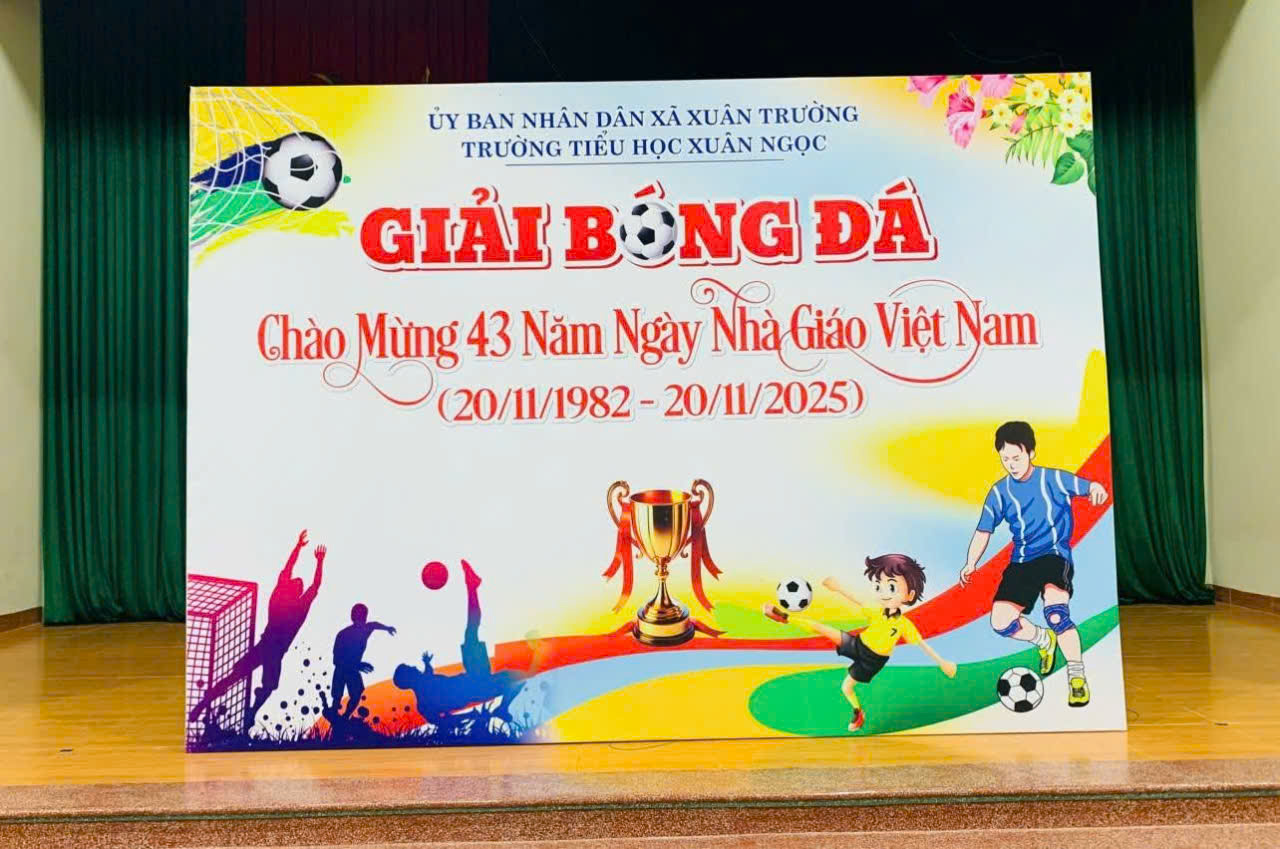 ỦY BAN NHÂN DÂN XÃ XUÂN TRƯỜNG
TRƯỜNG TIỂU HỌC XUÂN NGỌC
GIẢI BÓNG ĐÁ
Chào Mừng 43 Năm Ngày Nhà Giáo Việt Nam
(20/11/1982 - 20/11/2025)
7